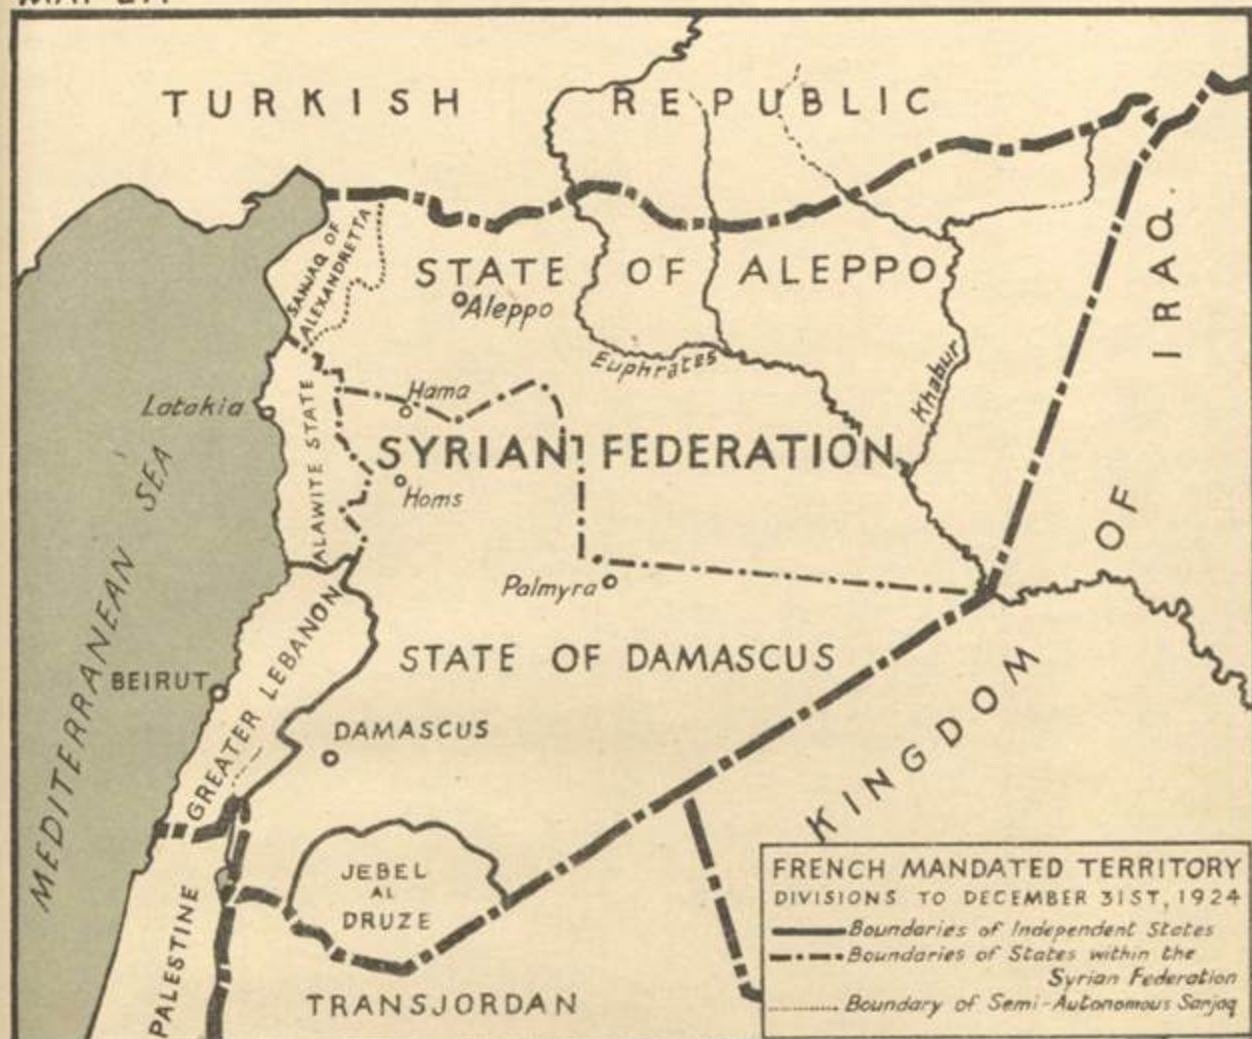 TURKISH REPUBLIC
SANJAQ OF
ALEXANDRETTA
STATE OF ALEPPO
Aleppo
Euphrates
Khabur
IRAQ
Latakia
Hama
ALAWITE STATE
SYRIAN FEDERATION
Homs
MEDITERRANEAN SEA
Palmyra
OF
STATE OF DAMASCUS
BEIRUT
GREATER LEBANON
DAMASCUS
KINGDOM
JEBEL
AL
DRUZE
PALESTINE
TRANSJORDAN
FRENCH MANDATED TERRITORY
DIVISIONS TO DECEMBER 31ST, 1924
Boundaries of Independent States
Boundaries of States within the
Syrian Federation
Boundary of Semi-Autonomous Sanjaq